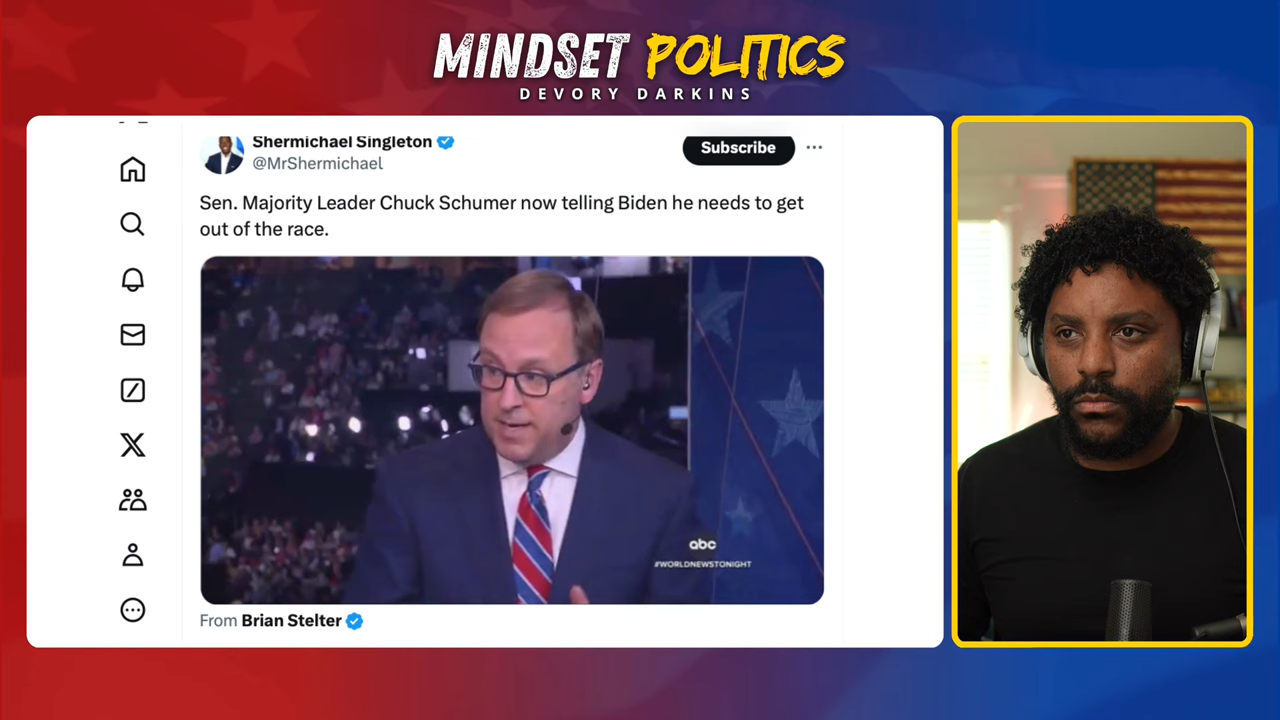 MINDSET POLITICS
DEVORY DARKINS
Shermichael Singleton
@MrShermichael
Subscribe
Sen. Majority Leader Chuck Schumer now telling Biden he needs to get
out of the race.
abc
#WORLDNEWSTONIGHT
From Brian Stelter